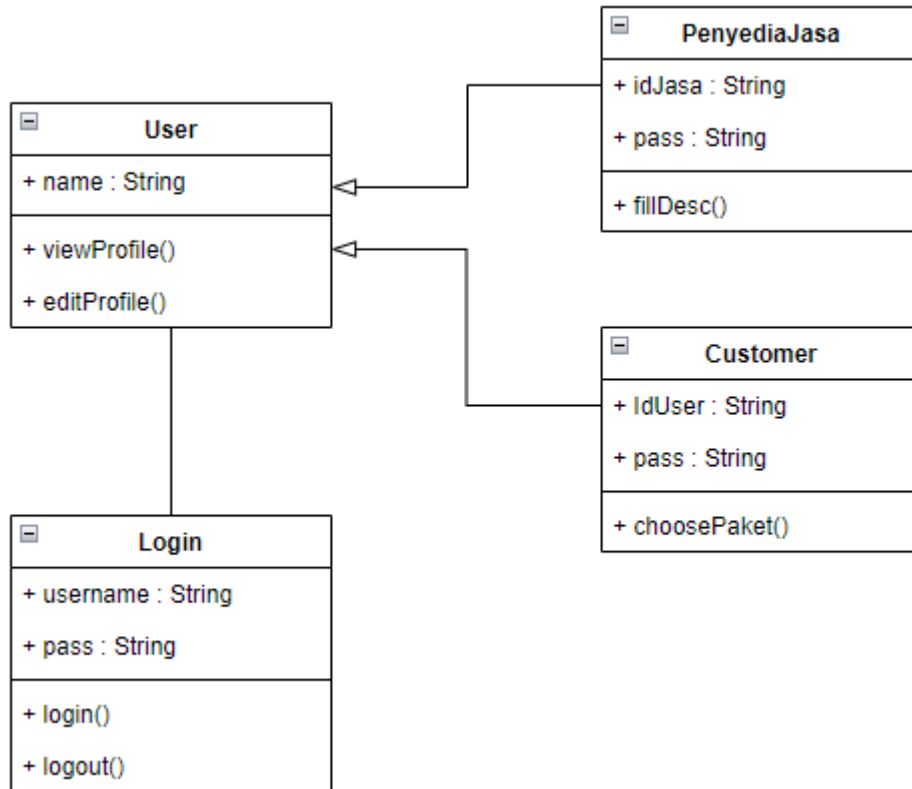 User
+ name : String
+ viewProfile()
+ editProfile()
PenyediaJasa
+ idJasa : String
+ pass : String
+ fillDesc()
Customer
+ IdUser : String
+ pass : String
+ choosePaket()
Login
+ username : String
+ pass : String
+ login()
+ logout()